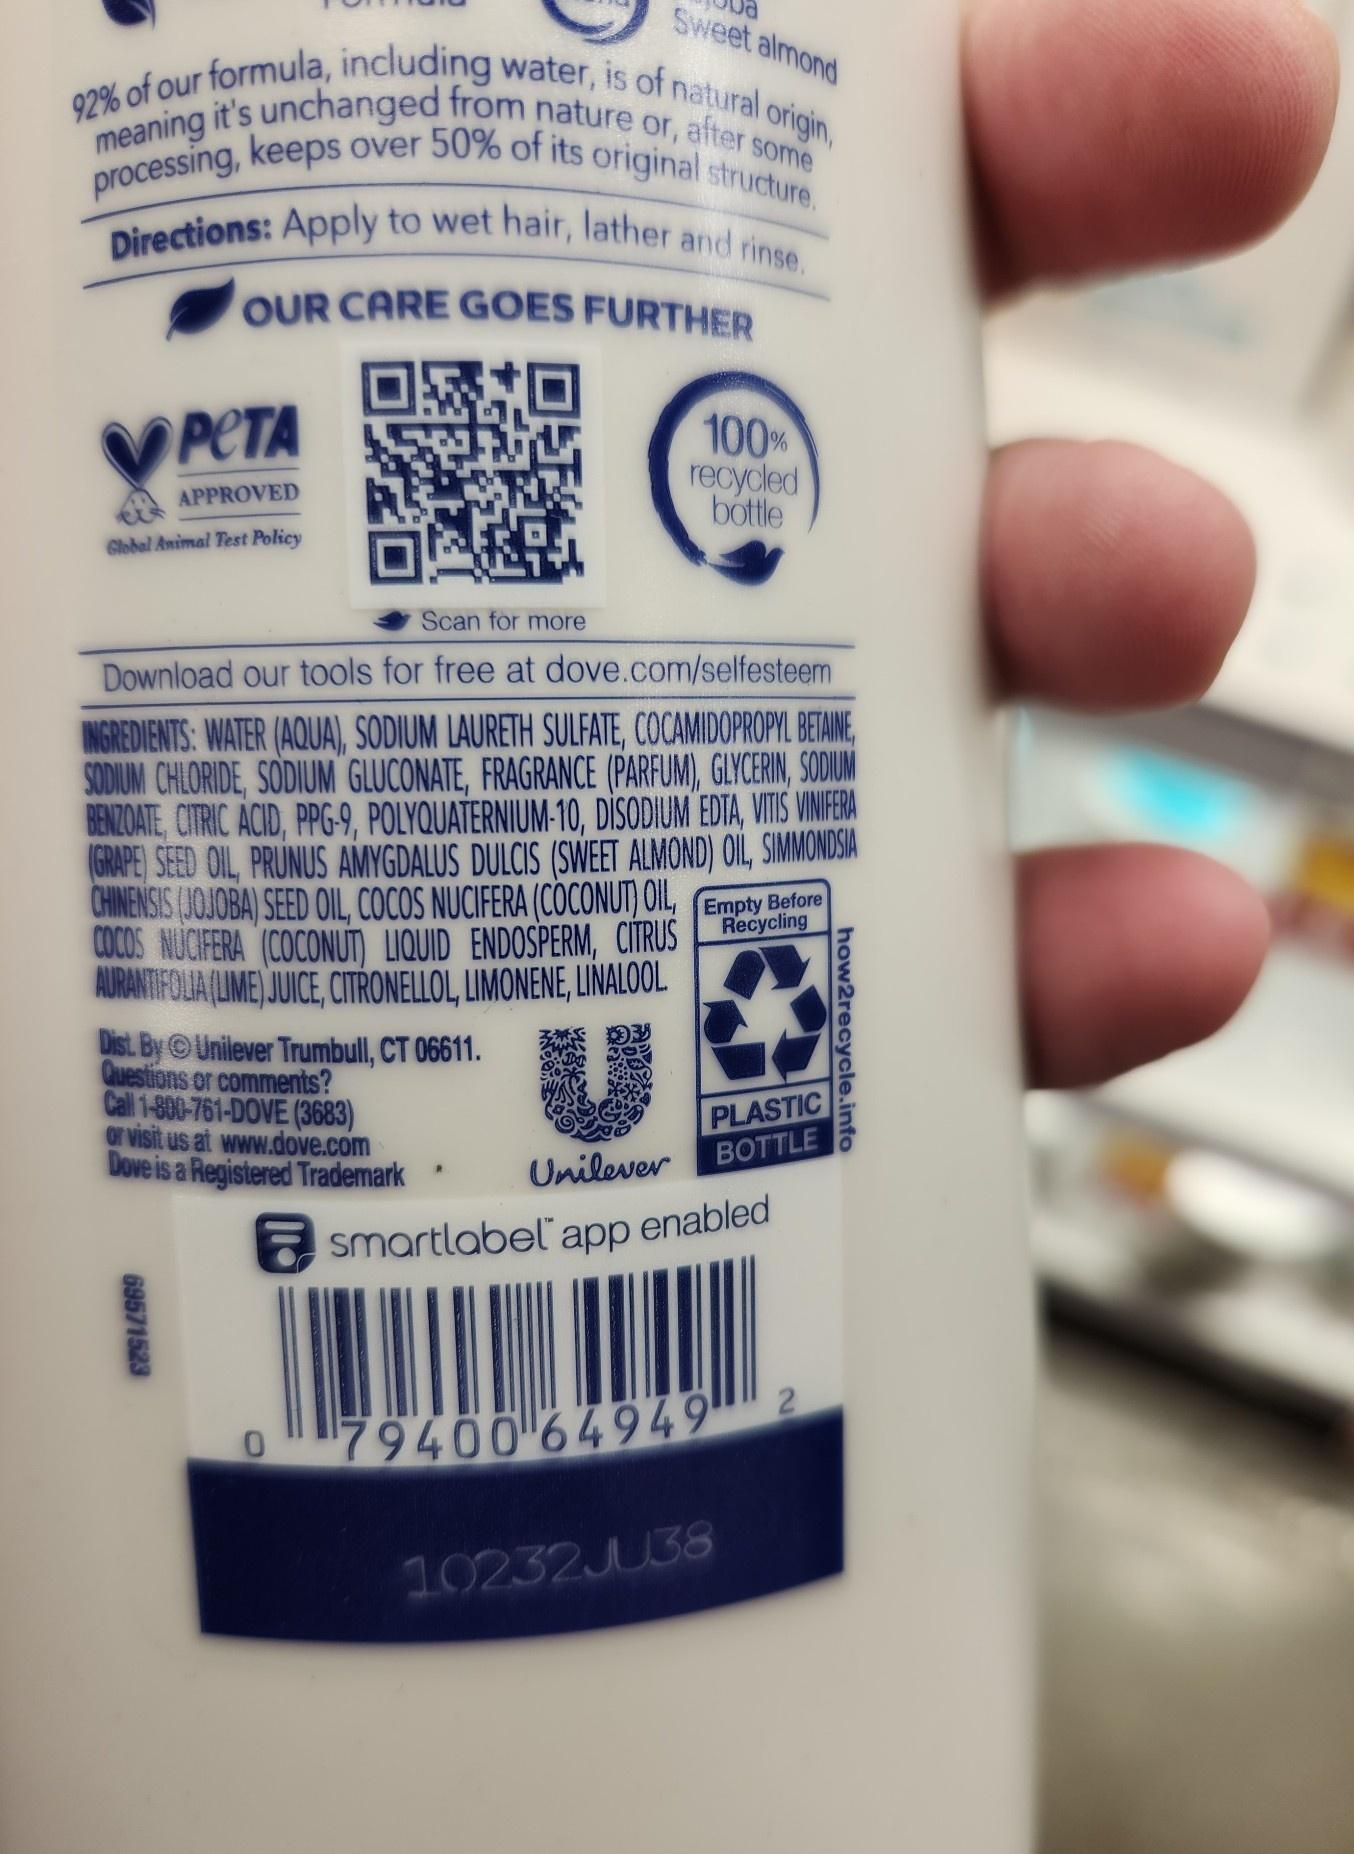 Sweet almond
92% of our formula, including water, is of natural origin,
meaning it's unchanged from nature or, after some
processing, keeps over 50% of its original structure.
Directions: Apply to wet hair, lather and rinse.
OUR CARE GOES FURTHER
PETA
APPROVED
Global Animal Test Policy
100%
recycled
bottle
Scan for more
Download our tools for free at dove.com/selfesteem
INGREDIENTS: WATER (AQUA), SODIUM LAURETH SULFATE, COCAMIDOPROPYL BETAINE,
SODIUM CHLORIDE, SODIUM GLUCONATE, FRAGRANCE (PARFUM), GLYCERIN, SODIUM
BENZOATE, CITRIC ACID, PPG-9, POLYQUATERNIUM-10, DISODIUM EDTA, VITIS VINIFERA
(GRAPE) SEED OIL, PRUNUS AMYGDALUS DULCIS (SWEET ALMOND) OIL, SIMMONDSIA
CHINENSIS (JOJOBA) SEED OIL, COCOS NUCIFERA (COCONUT) OIL,
COCOS NUCIFERA (COCONUT) LIQUID ENDOSPERM, CITRUS
AURANTIFOLIA (LIME) JUICE, CITRONELLOL, LIMONENE, LINALOOL.
Empty Before
Recycling
PLASTIC
BOTTLE
how2recycle.info
Dist. By © Unilever Trumbull, CT 06611.
Questions or comments?
Call 1-800-761-DOVE (3683)
or visit us at www.dove.com
Dove is a Registered Trademark
Unilever
smartlabel™ app enabled
69571523
0 79400 64949 2
10232JU38